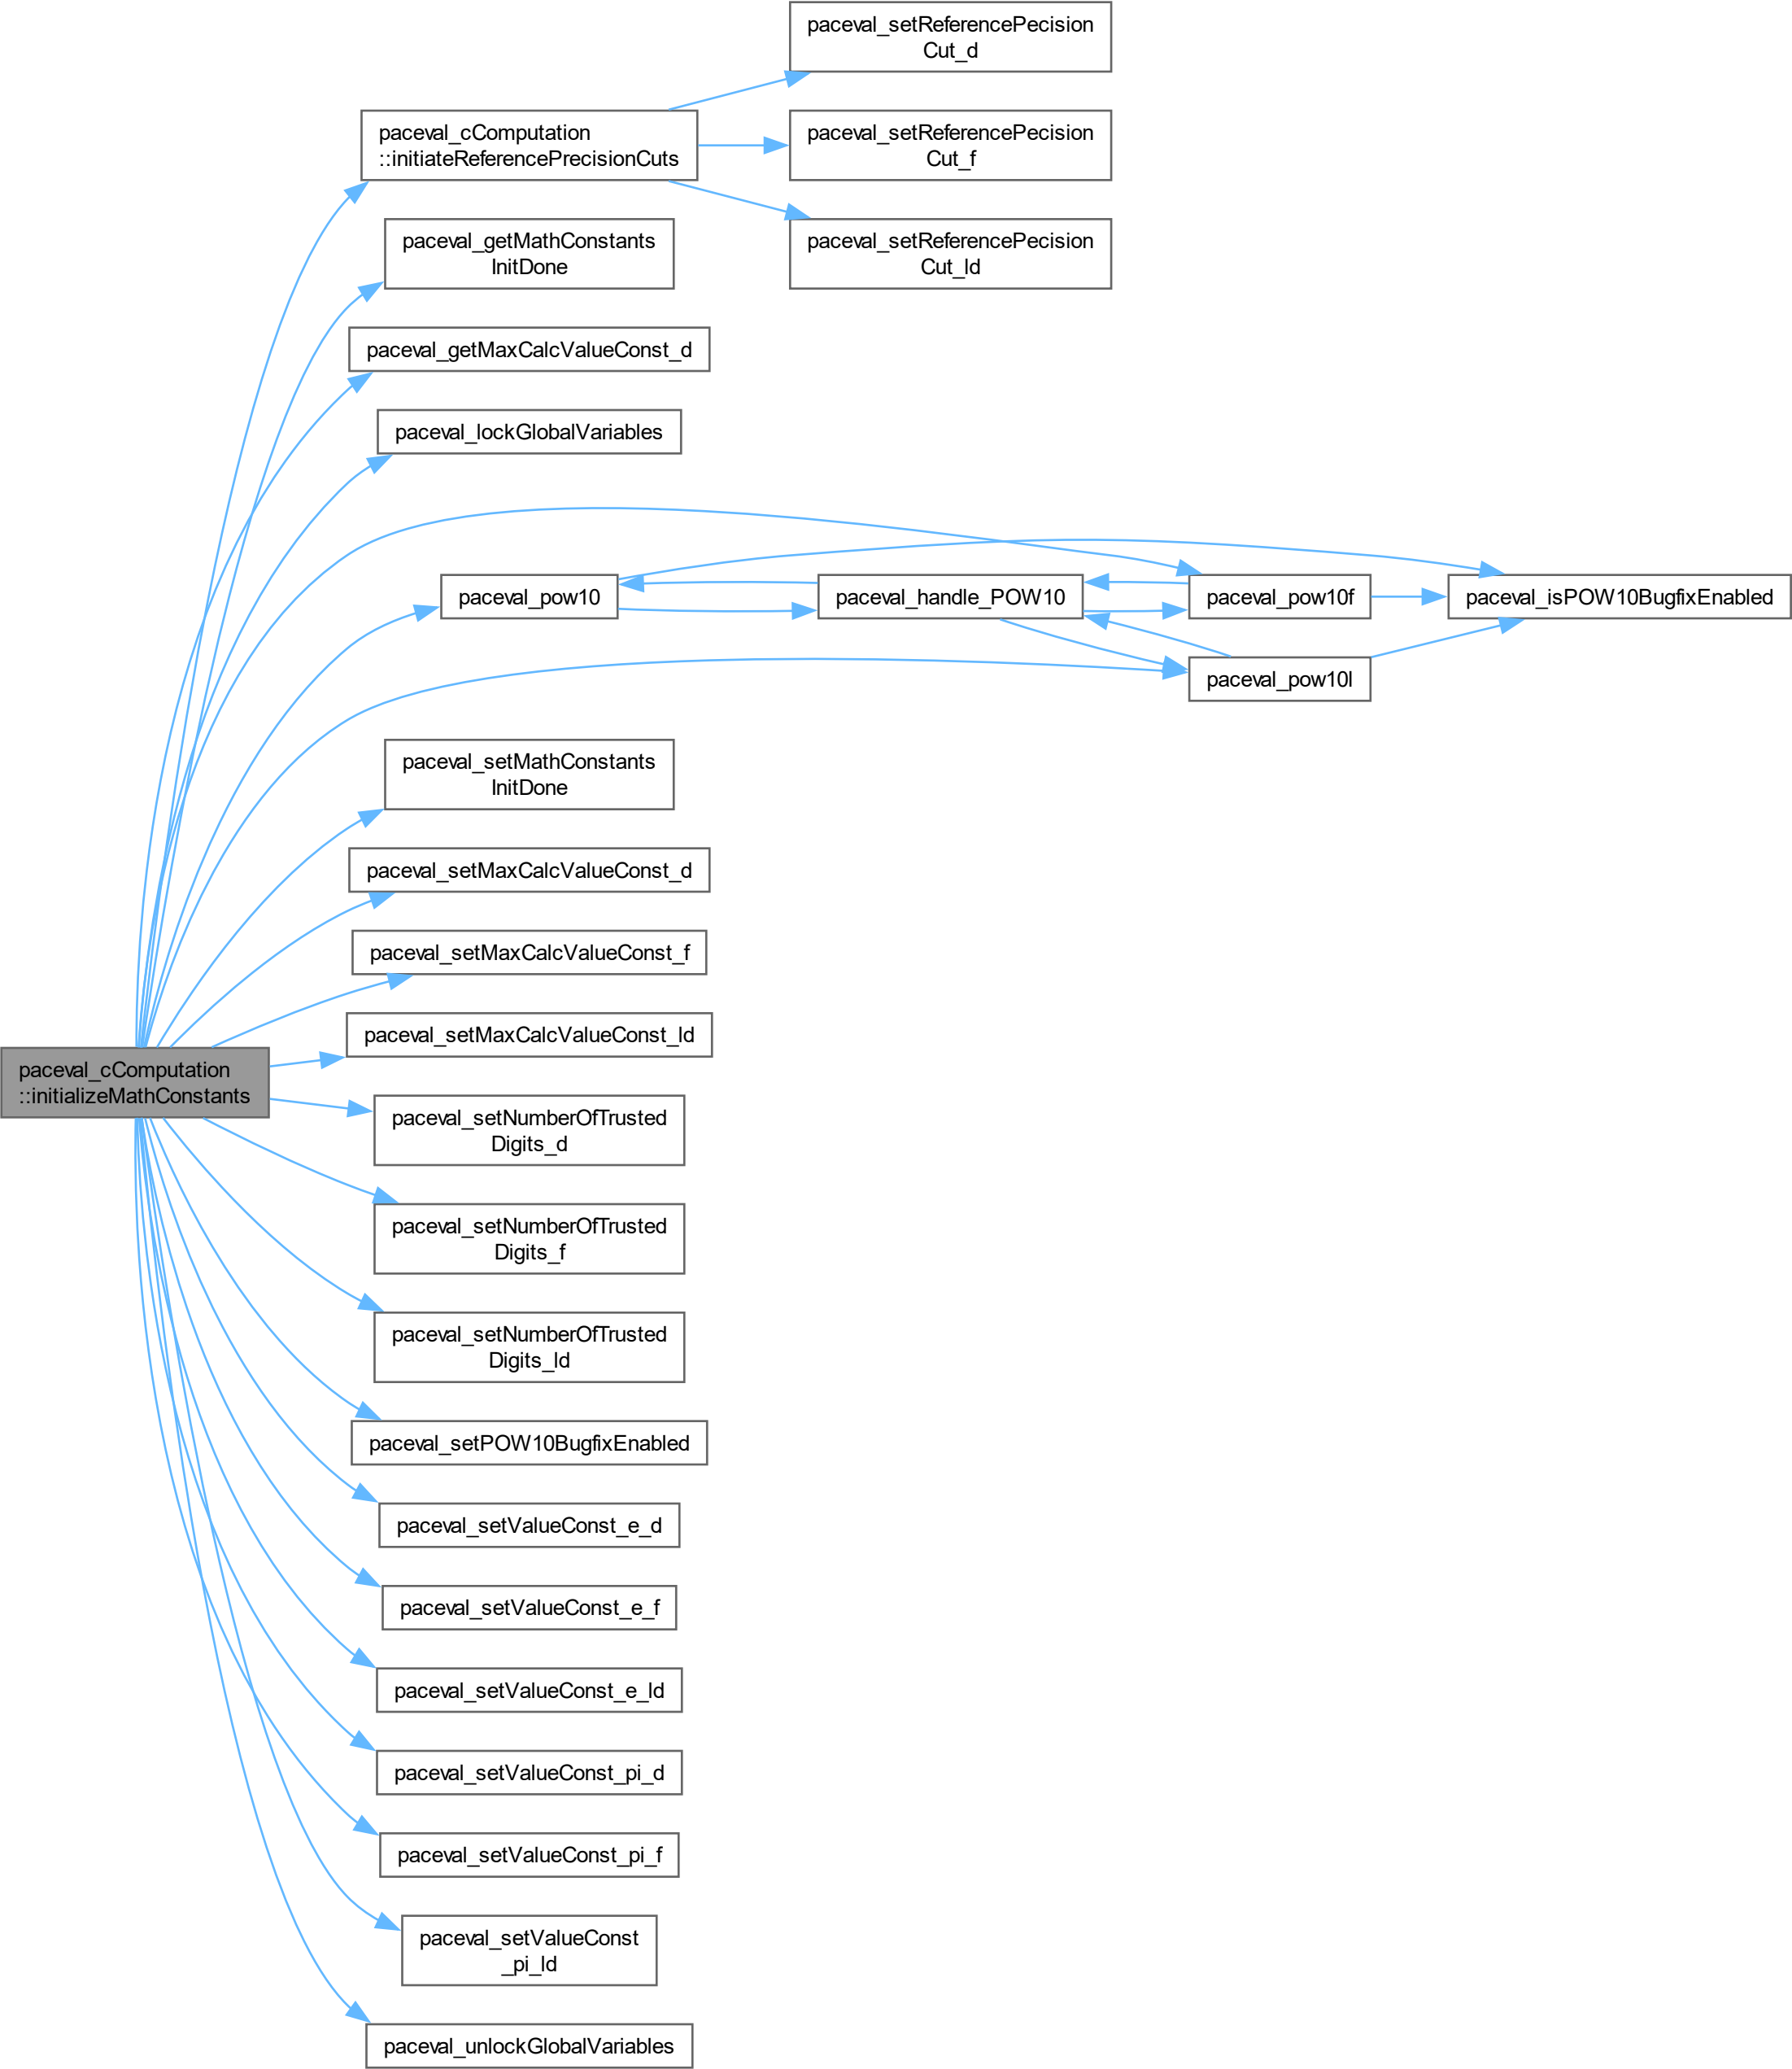 paceval_setReferencePecision
Cut_d
paceval_cComputation
::initiateReferencePrecisionCuts
paceval_setReferencePecision
Cut_f
paceval_setReferencePecision
Cut_ld
paceval_getMathConstants
InitDone
paceval_getMaxCalcValueConst_d
paceval_lockGlobalVariables
paceval_pow10
paceval_handle_POW10
paceval_pow10f
paceval_isPOW10BugfixEnabled
paceval_pow10l
paceval_setMathConstants
InitDone
paceval_setMaxCalcValueConst_d
paceval_setMaxCalcValueConst_f
paceval_setMaxCalcValueConst_ld
paceval_cComputation
::initializeMathConstants
paceval_setNumberOfTrusted
Digits_d
paceval_setNumberOfTrusted
Digits_f
paceval_setNumberOfTrusted
Digits_ld
paceval_setPOW10BugfixEnabled
paceval_setValueConst_e_d
paceval_setValueConst_e_f
paceval_setValueConst_e_ld
paceval_setValueConst_pi_d
paceval_setValueConst_pi_f
paceval_setValueConst
_pi_ld
paceval_unlockGlobalVariables